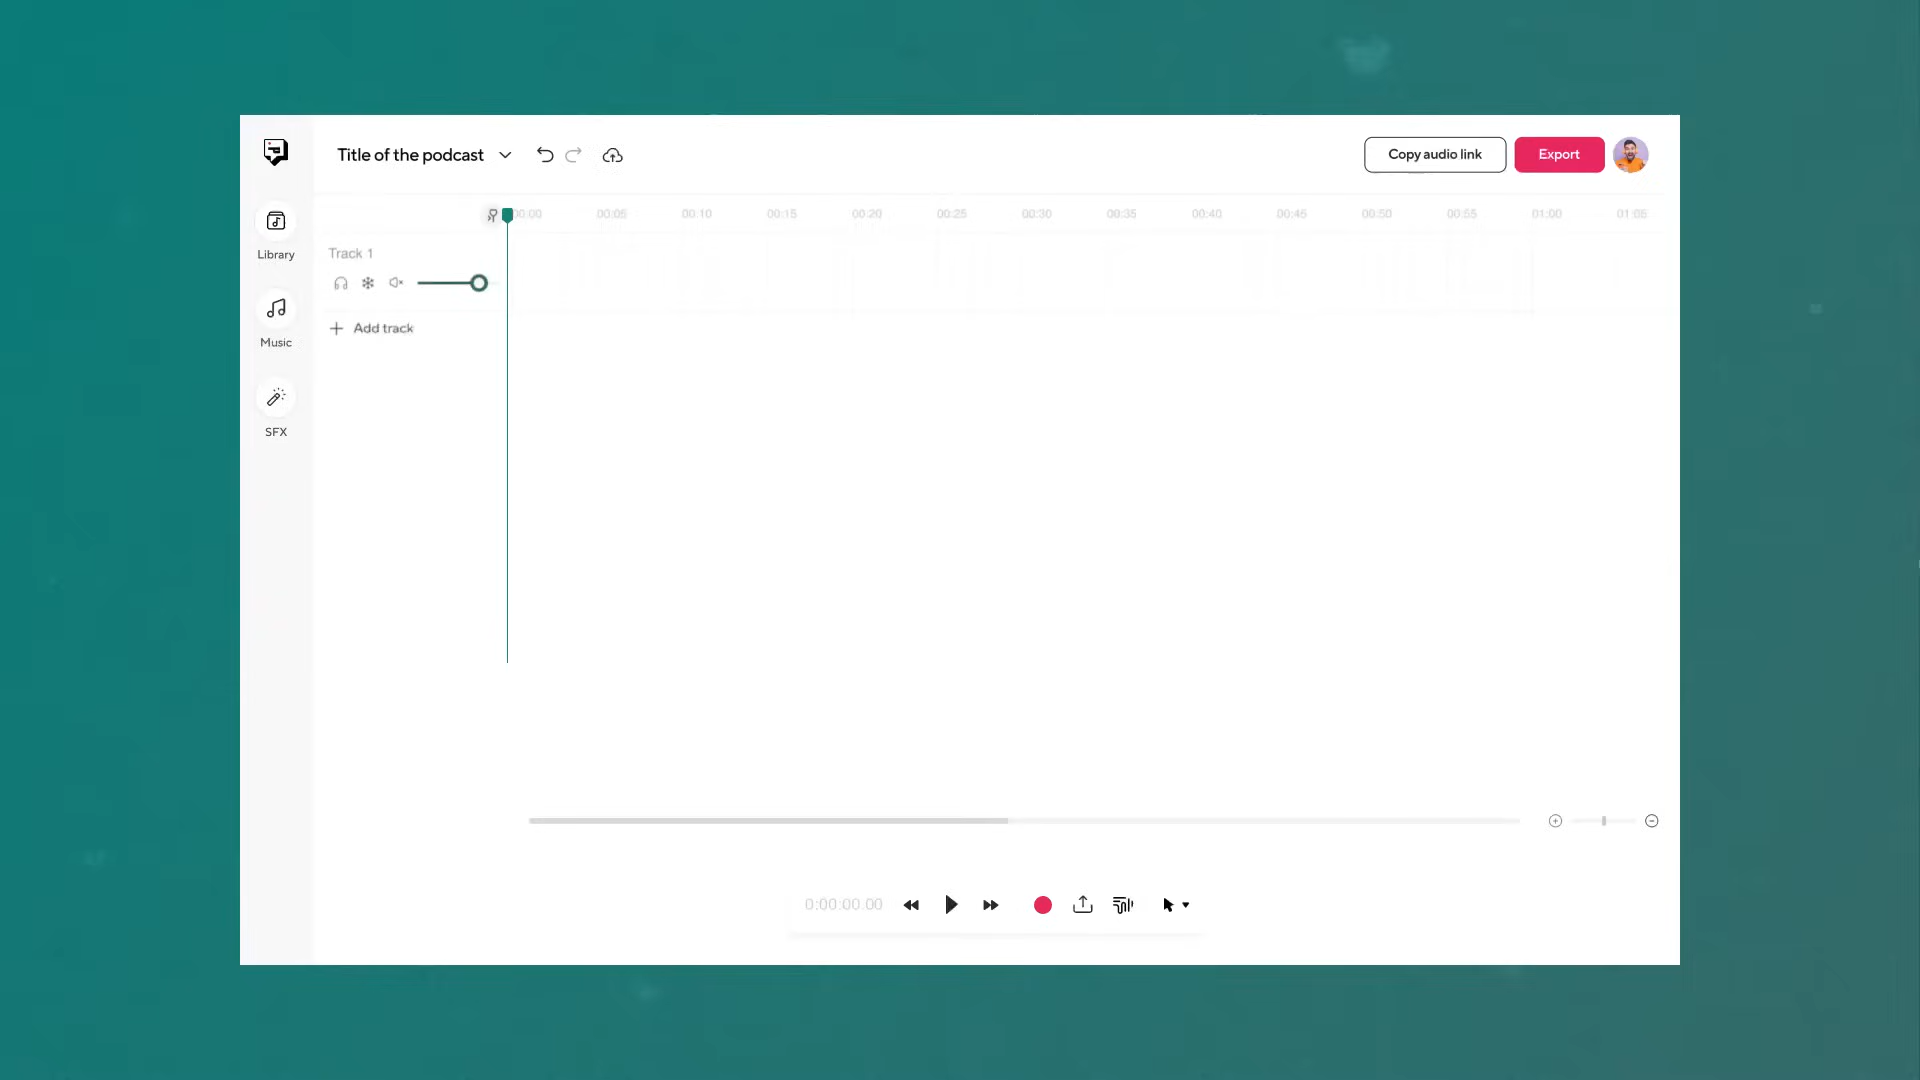 Title of the podcast
Copy audio link
Export
00:00 00:05 00:10 00:15 00:20 00:25 00:30 00:35 00:40 00:45 00:50 00:55 01:00 01:05
Library
Track 1
Add track
Music
SFX
0:00:00.00